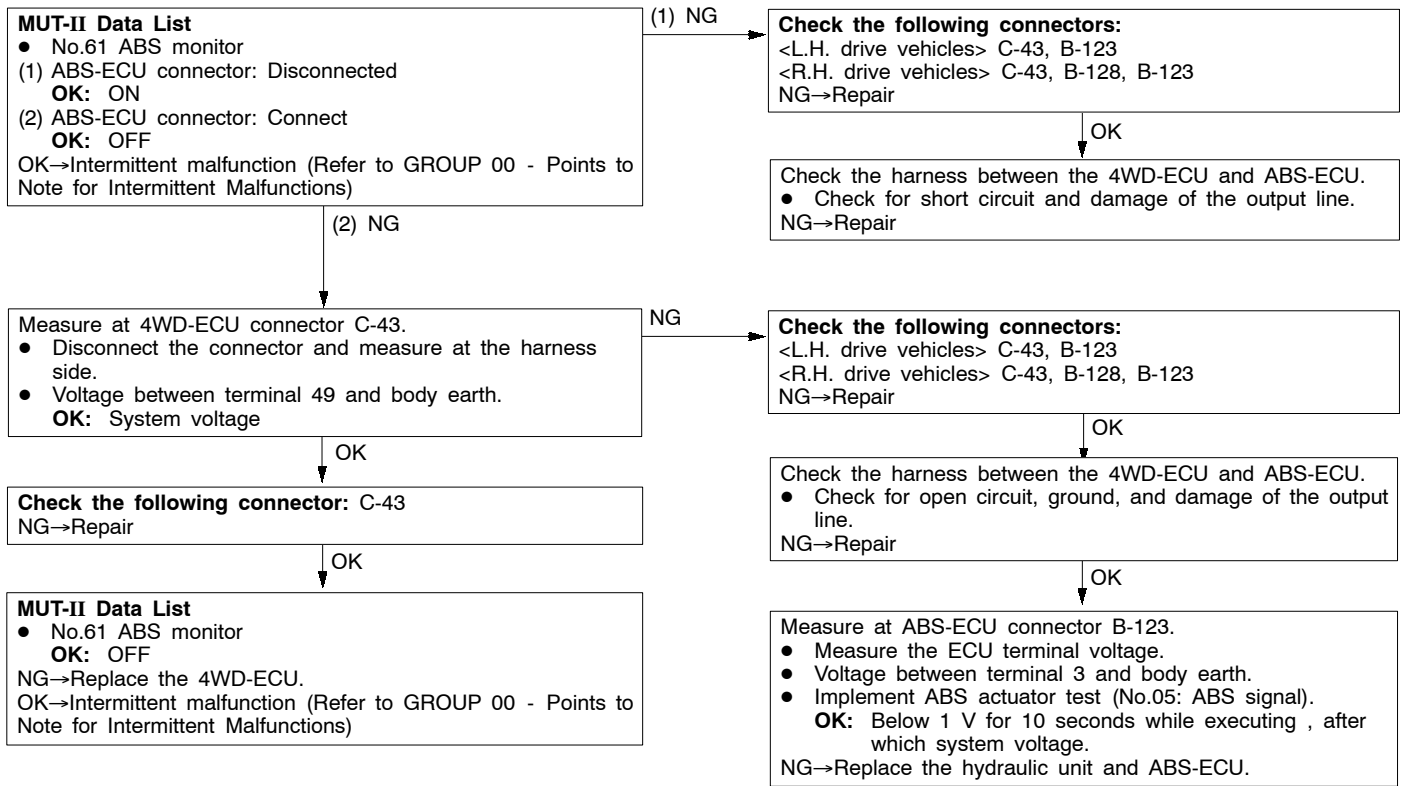 MUT-II Data List
● No.61 ABS monitor
(1) ABS-ECU connector: Disconnected
OK: ON
(2) ABS-ECU connector: Connect
OK: OFF
OK→Intermittent malfunction (Refer to GROUP 00 - Points to
Note for Intermittent Malfunctions)
(1) NG
Check the following connectors:
<L.H. drive vehicles> C-43, B-123
<R.H. drive vehicles> C-43, B-128, B-123
NG→Repair
OK
Check the harness between the 4WD-ECU and ABS-ECU.
● Check for short circuit and damage of the output line.
NG→Repair
(2) NG
Measure at 4WD-ECU connector C-43.
● Disconnect the connector and measure at the harness
side.
● Voltage between terminal 49 and body earth.
OK: System voltage
NG
Check the following connectors:
<L.H. drive vehicles> C-43, B-123
<R.H. drive vehicles> C-43, B-128, B-123
NG→Repair
OK
Check the harness between the 4WD-ECU and ABS-ECU.
● Check for open circuit, ground, and damage of the output
line.
NG→Repair
OK
Measure at ABS-ECU connector B-123.
● Measure the ECU terminal voltage.
● Voltage between terminal 3 and body earth.
● Implement ABS actuator test (No.05: ABS signal).
OK: Below 1 V for 10 seconds while executing , after
which system voltage.
NG→Replace the hydraulic unit and ABS-ECU.
OK
Check the following connector: C-43
NG→Repair
OK
MUT-II Data List
● No.61 ABS monitor
OK: OFF
NG→Replace the 4WD-ECU.
OK→Intermittent malfunction (Refer to GROUP 00 - Points to
Note for Intermittent Malfunctions)